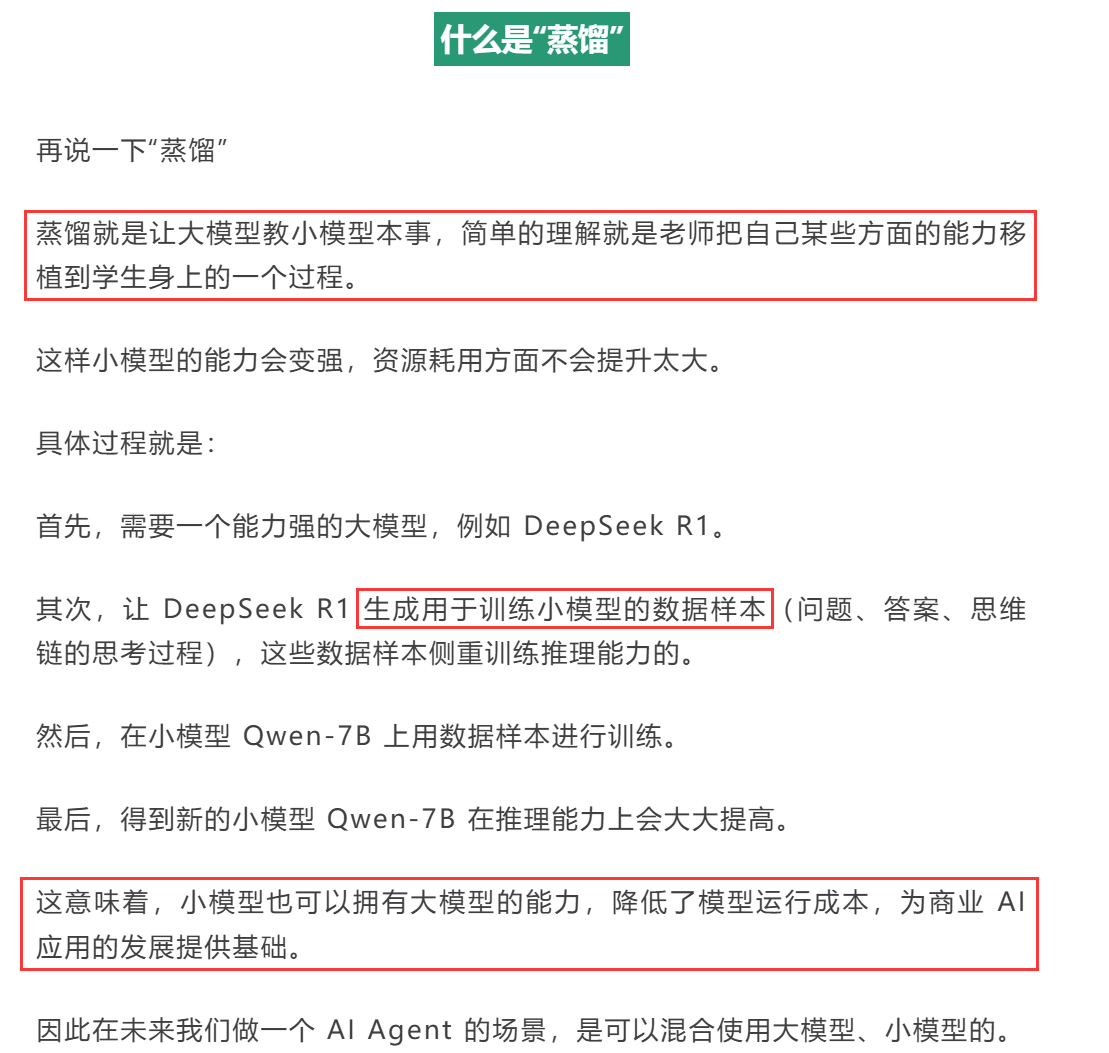 什么是“蒸馏”
再说一下“蒸馏”
蒸馏就是让大模型教小模型本事，简单的理解就是老师把自己某些方面的能力移
植到学生身上的一个过程。
这样小模型的能力会变强，资源耗用方面不会提升太大。
具体过程就是：
首先，需要一个能力强的大模型，例如 DeepSeek R1。
其次，让 DeepSeek R1 生成用于训练小模型的数据样本（问题、答案、思维
链的思考过程），这些数据样本侧重训练推理能力的。
然后，在小模型 Qwen-7B 上用数据样本进行训练。
最后，得到新的小模型 Qwen-7B 在推理能力上会大大提高。
这意味着，小模型也可以拥有大模型的能力，降低了模型运行成本，为商业 AI
应用的发展提供基础。
因此在未来我们做一个 AI Agent 的场景，是可以混合使用大模型、小模型的。